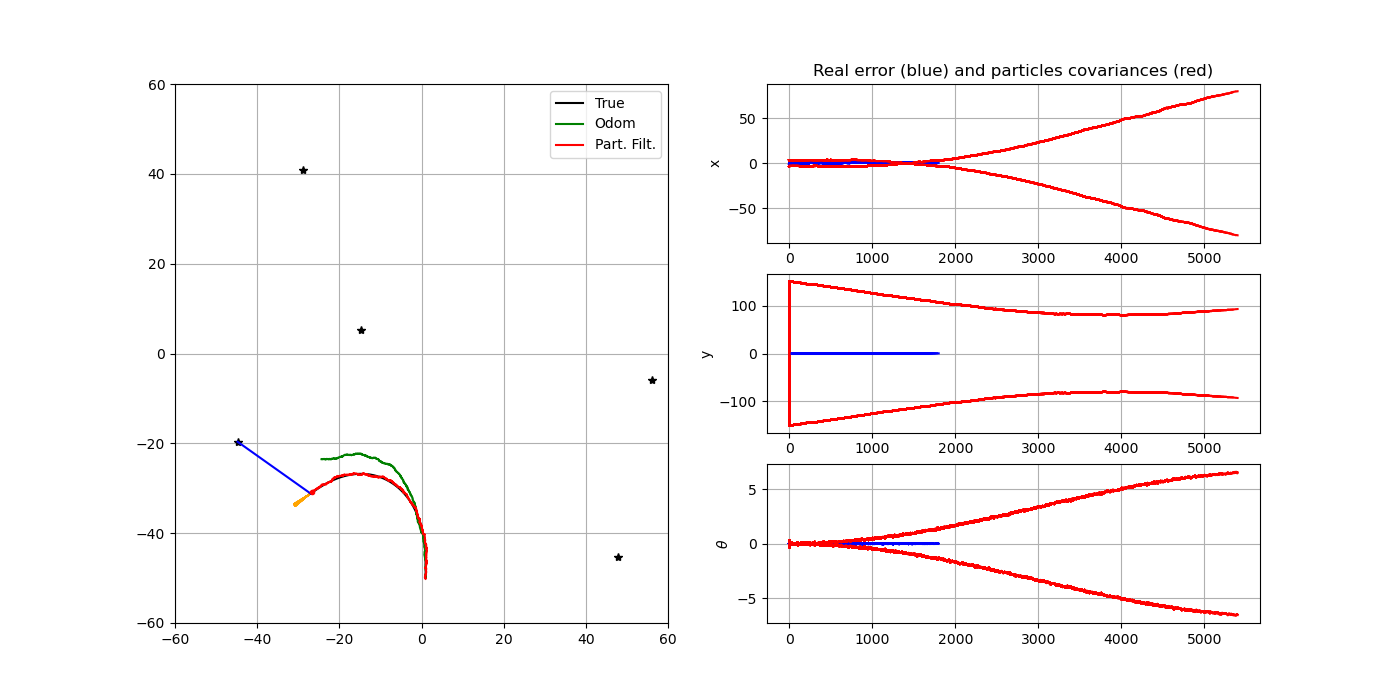 60
40
20
0
−20
−40
−60
−60 −40 −20 0 20 40 60
True
Odom
Part. Filt.
Real error (blue) and particles covariances (red)
x
50
0
−50
0 1000 2000 3000 4000 5000
y
100
0
−100
0 1000 2000 3000 4000 5000
θ
5
0
−5
0 1000 2000 3000 4000 5000